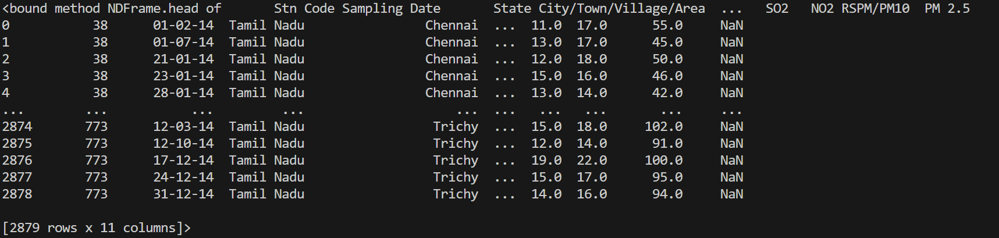 <bound method NDFrame.head of       Stn Code Sampling Date       State City/Town/Village/Area  ...   SO2   NO2 RSPM/PM10  PM 2.5
0           38      01-02-14  Tamil Nadu                Chennai  ...  11.0  17.0      55.0     NaN
1           38      01-07-14  Tamil Nadu                Chennai  ...  13.0  17.0      45.0     NaN
2           38      21-01-14  Tamil Nadu                Chennai  ...  12.0  18.0      50.0     NaN
3           38      23-01-14  Tamil Nadu                Chennai  ...  15.0  16.0      46.0     NaN
4           38      28-01-14  Tamil Nadu                Chennai  ...  13.0  14.0      42.0     NaN
...        ...           ...         ...                    ...  ...   ...   ...       ...     ...
2874       773      12-03-14  Tamil Nadu                 Trichy  ...  15.0  18.0     102.0     NaN
2875       773      12-10-14  Tamil Nadu                 Trichy  ...  12.0  14.0      91.0     NaN
2876       773      17-12-14  Tamil Nadu                 Trichy  ...  19.0  22.0     100.0     NaN
2877       773      24-12-14  Tamil Nadu                 Trichy  ...  15.0  17.0      95.0     NaN
2878       773      31-12-14  Tamil Nadu                 Trichy  ...  14.0  16.0      94.0     NaN
[2879 rows x 11 columns]>